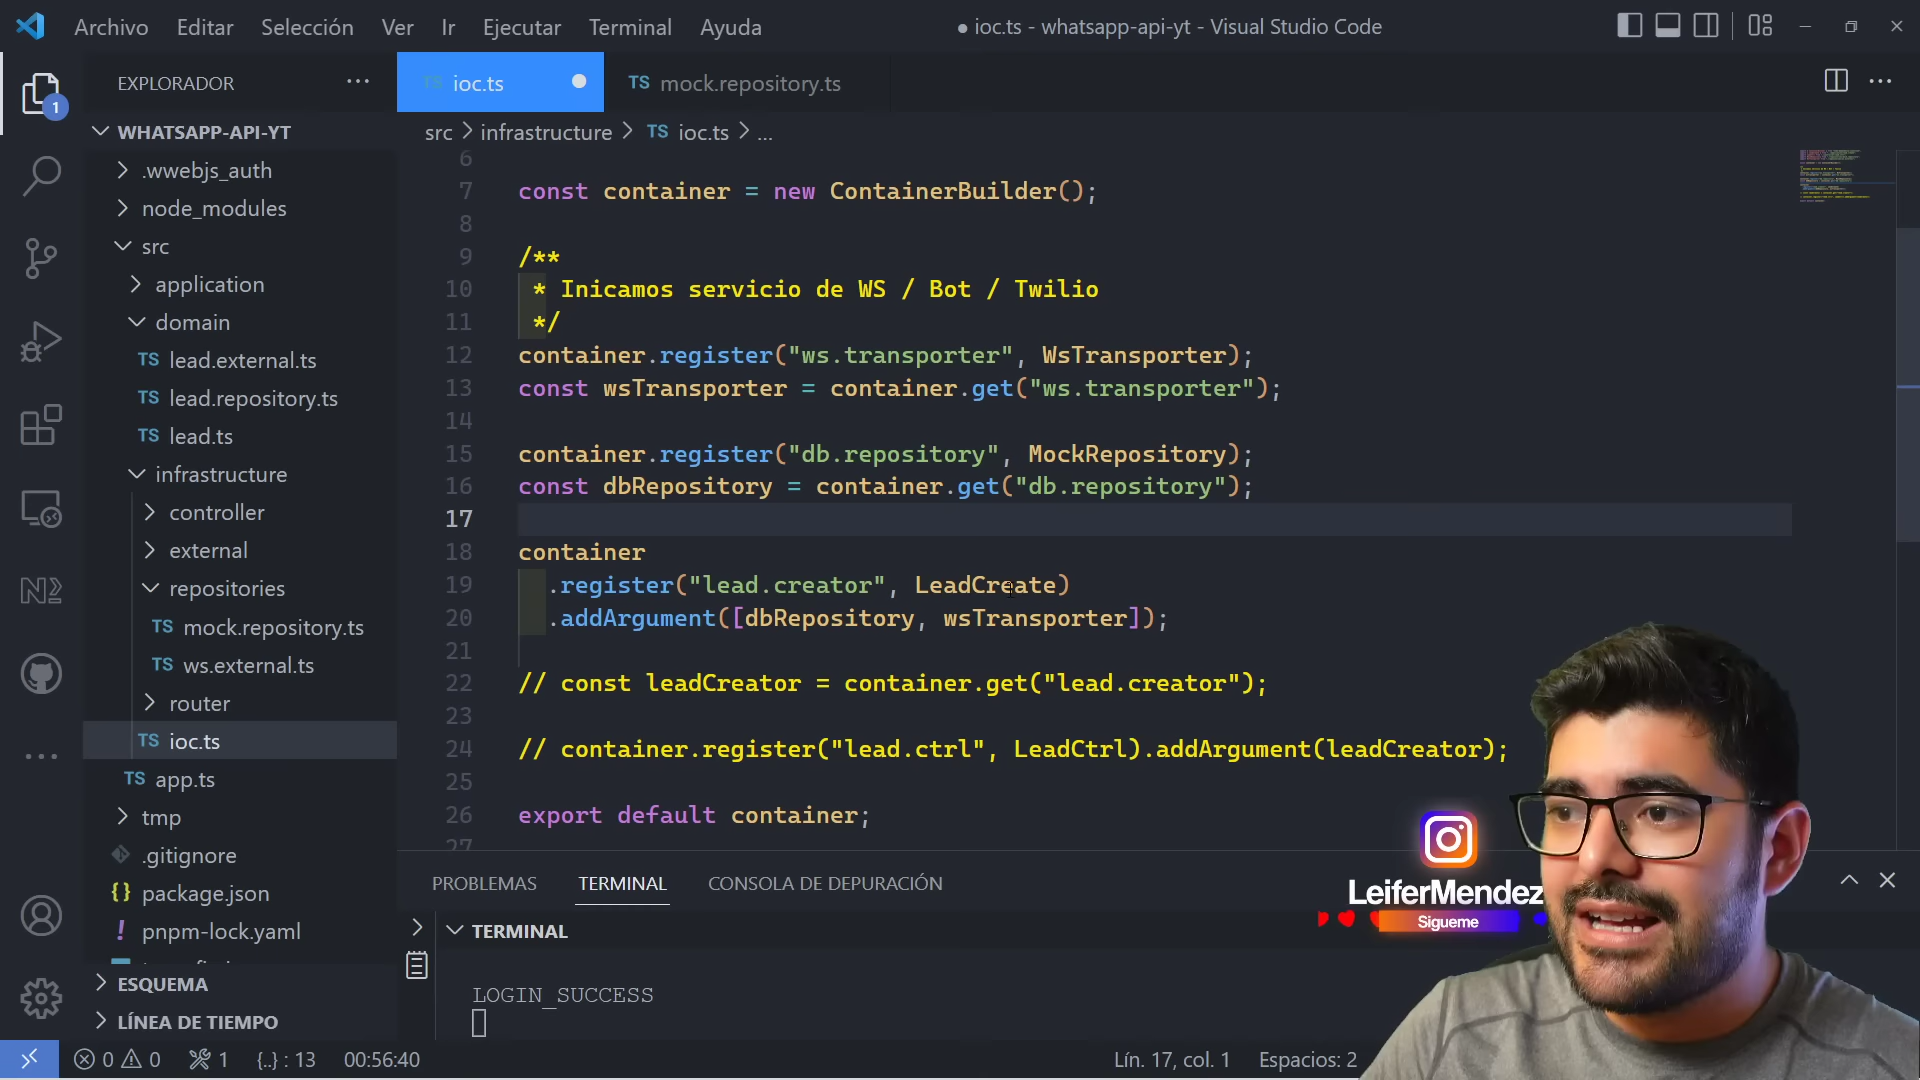 Archivo Editar Selección Ver Ir Ejecutar Terminal Ayuda
● ioc.ts - whatsapp-api-yt - Visual Studio Code
EXPLORADOR
TS ioc.ts
TS mock.repository.ts
1
WHATSAPP-API-YT
src > infrastructure > TS ioc.ts > ...
.wwebjs_auth
node_modules
src
application
domain
TS lead.external.ts
TS lead.repository.ts
TS lead.ts
infrastructure
controller
external
repositories
TS mock.repository.ts
TS ws.external.ts
router
TS ioc.ts
TS app.ts
tmp
.gitignore
{} package.json
! pnpm-lock.yaml
ESQUEMA
LÍNEA DE TIEMPO
6
7 const container = new ContainerBuilder();
8
9 /**
10 * Inicamos servicio de WS / Bot / Twilio
11 */
12 container.register("ws.transporter", WsTransporter);
13 const wsTransporter = container.get("ws.transporter");
14
15 container.register("db.repository", MockRepository);
16 const dbRepository = container.get("db.repository");
17
18 container
19 .register("lead.creator", LeadCreate)
20 .addArgument([dbRepository, wsTransporter]);
21
22 // const leadCreator = container.get("lead.creator");
23
24 // container.register("lead.ctrl", LeadCtrl).addArgument(leadCreator);
25
26 export default container;
27
PROBLEMAS TERMINAL CONSOLA DE DEPURACIÓN
TERMINAL
LOGIN_SUCCESS
LeiferMendez
Sigueme
0 0 1 {..} : 13 00:56:40
Lín. 17, col. 1 Espacios: 2